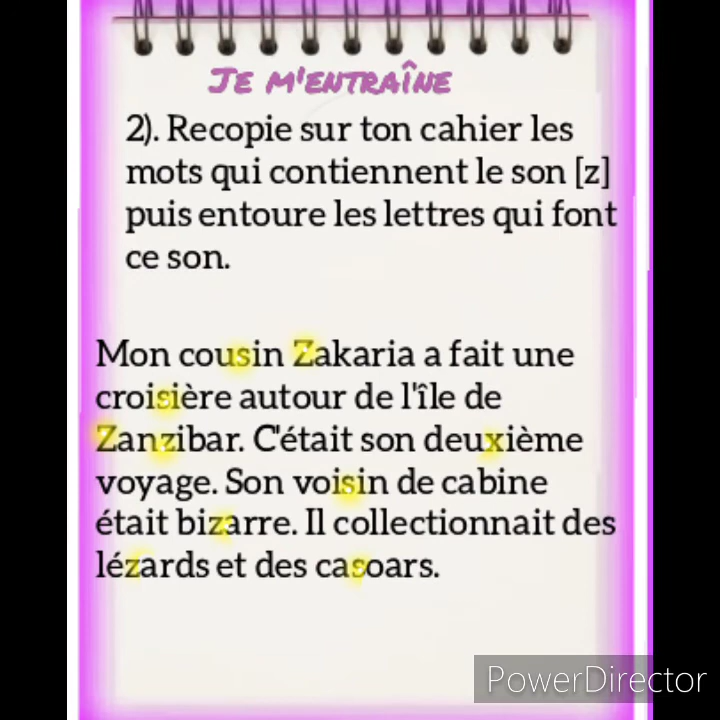 Je m'entraîne
2). Recopie sur ton cahier les
mots qui contiennent le son [z]
puis entoure les lettres qui font
ce son.
Mon cousin Zakaria a fait une
croisière autour de l'île de
Zanzibar. C'était son deuxième
voyage. Son voisin de cabine
était bizarre. Il collectionnait des
lézards et des casoars.
PowerDirector